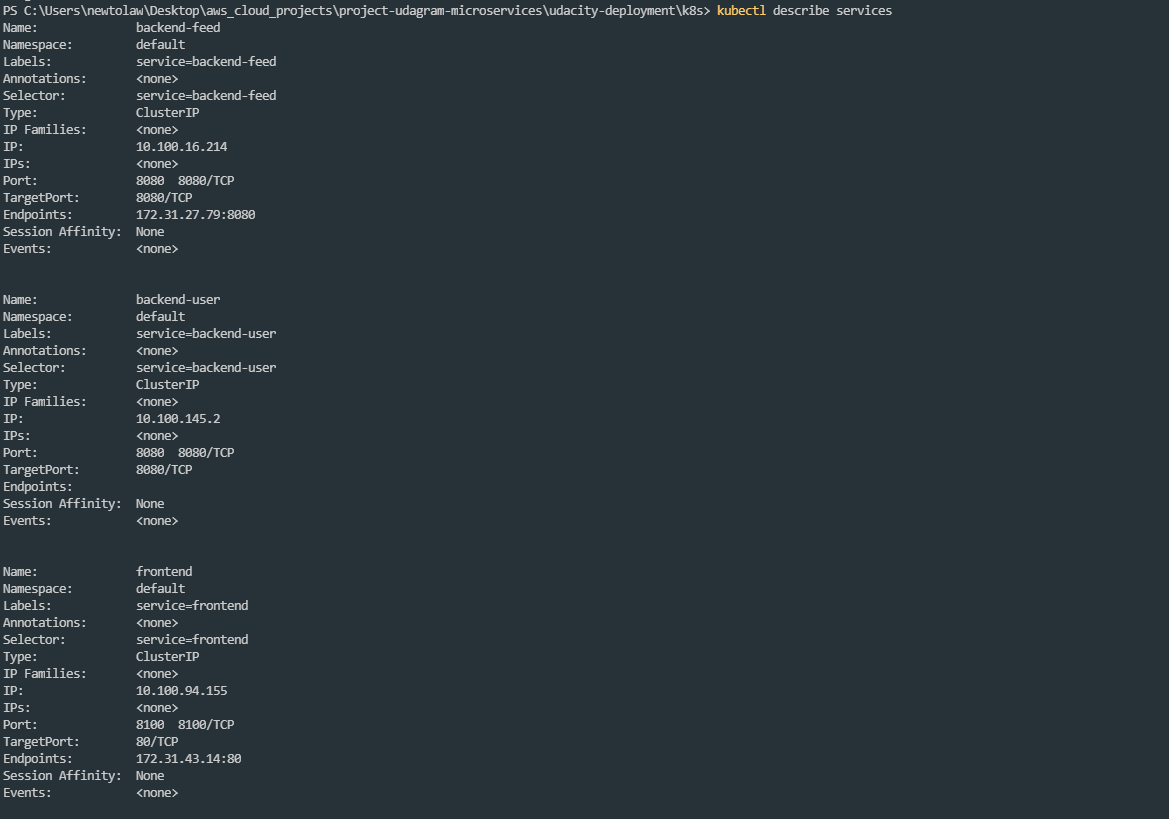 PS C:\Users\newtolaw\Desktop\aws_cloud_projects\project-udagram-microservices\udacity-deployment\k8s> kubectl describe services
Name:              backend-feed
Namespace:         default
Labels:            service=backend-feed
Annotations:       <none>
Selector:          service=backend-feed
Type:              ClusterIP
IP Families:       <none>
IP:                10.100.16.214
IPs:               <none>
Port:              8080  8080/TCP
TargetPort:        8080/TCP
Endpoints:         172.31.27.79:8080
Session Affinity:  None
Events:            <none>
Name:              backend-user
Namespace:         default
Labels:            service=backend-user
Annotations:       <none>
Selector:          service=backend-user
Type:              ClusterIP
IP Families:       <none>
IP:                10.100.145.2
IPs:               <none>
Port:              8080  8080/TCP
TargetPort:        8080/TCP
Endpoints:
Session Affinity:  None
Events:            <none>
Name:              frontend
Namespace:         default
Labels:            service=frontend
Annotations:       <none>
Selector:          service=frontend
Type:              ClusterIP
IP Families:       <none>
IP:                10.100.94.155
IPs:               <none>
Port:              8100  8100/TCP
TargetPort:        80/TCP
Endpoints:         172.31.43.14:80
Session Affinity:  None
Events:            <none>